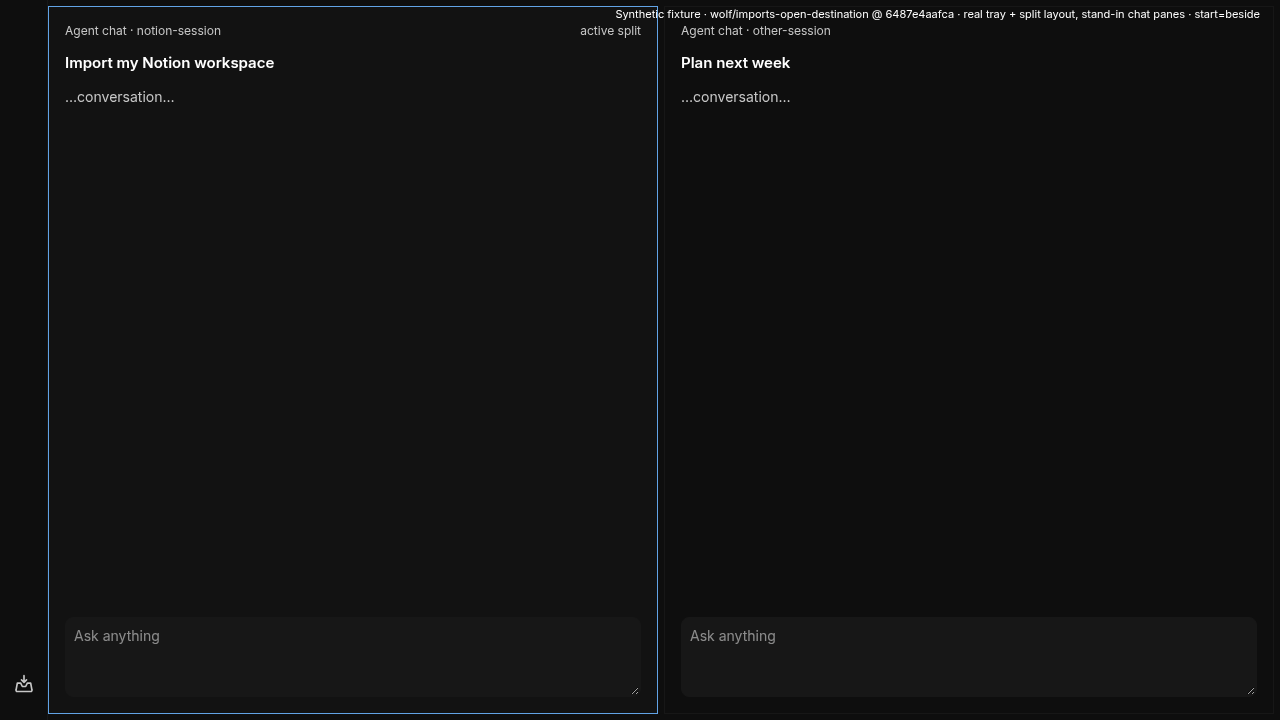 Synthetic fixture · wolf/imports-open-destination @ 6487e4aafca · real tray + split layout, stand-in chat panes · start=beside
Agent chat · notion-session
active split
Import my Notion workspace
...conversation...
Ask anything
Agent chat · other-session
Plan next week
...conversation...
Ask anything